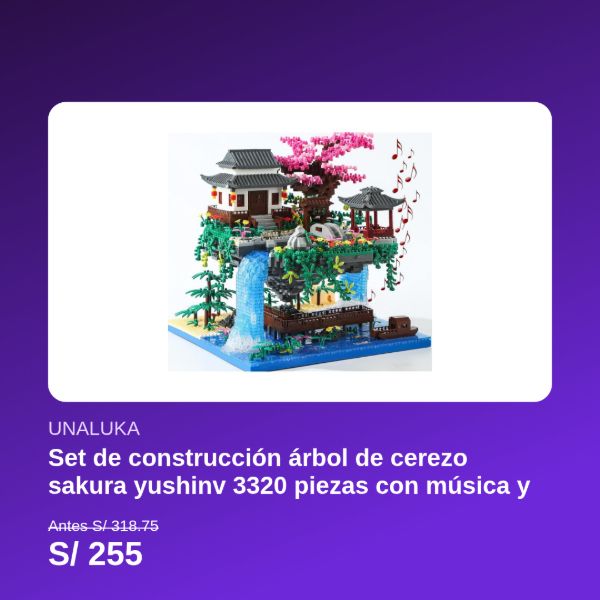 UNALUKA
Set de construcción árbol de cerezo
sakura yushinv 3320 piezas con música y
Antes S/ 318.75
S/ 255